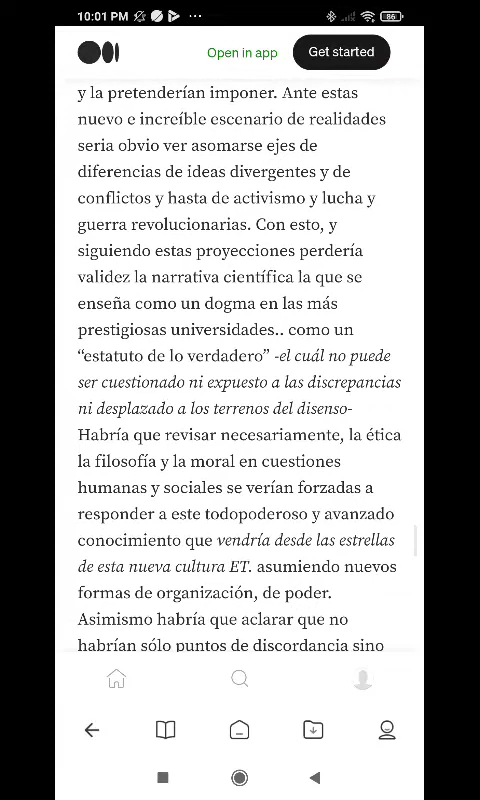 10:01 PM
86
Open in app
Get started
y la pretenderían imponer. Ante estas
nuevo e increíble escenario de realidades
seria obvio ver asomarse ejes de
diferencias de ideas divergentes y de
conflictos y hasta de activismo y lucha y
guerra revolucionarias. Con esto, y
siguiendo estas proyecciones perdería
validez la narrativa científica la que se
enseña como un dogma en las más
prestigiosas universidades.. como un
“estatuto de lo verdadero” -el cuál no puede
ser cuestionado ni expuesto a las discrepancias
ni desplazado a los terrenos del disenso-
Habría que revisar necesariamente, la ética
la filosofía y la moral en cuestiones
humanas y sociales se verían forzadas a
responder a este todopoderoso y avanzado
conocimiento que vendría desde las estrellas
de esta nueva cultura ET. asumiendo nuevos
formas de organización, de poder.
Asimismo habría que aclarar que no
habrían sólo puntos de discordancia sino